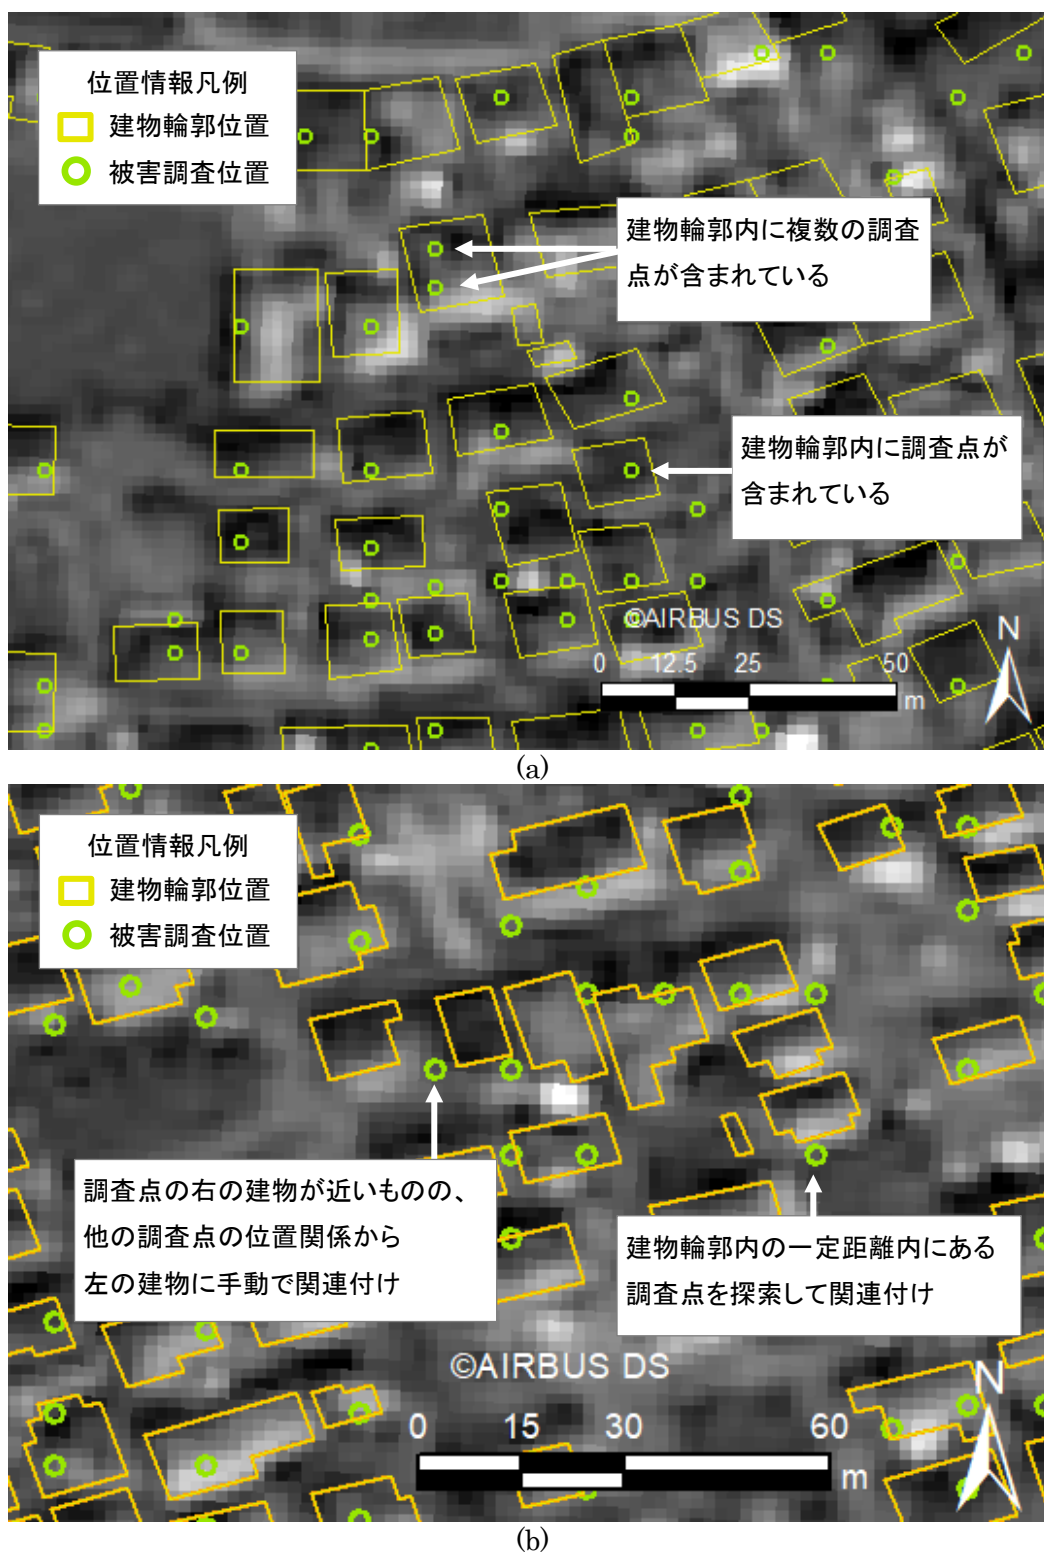 位置情報凡例
建物輪郭位置
被害調査位置
建物輪郭内に複数の調査
点が含まれている
建物輪郭内に調査点が
含まれている
©AIRBUS DS
0 12.5 25 50
m
N
(a)
位置情報凡例
建物輪郭位置
被害調査位置
調査点の右の建物が近いものの、
他の調査点の位置関係から
左の建物に手動で関連付け
建物輪郭内の一定距離内にある
調査点を探索して関連付け
©AIRBUS DS
0 15 30 60
m
N
(b)